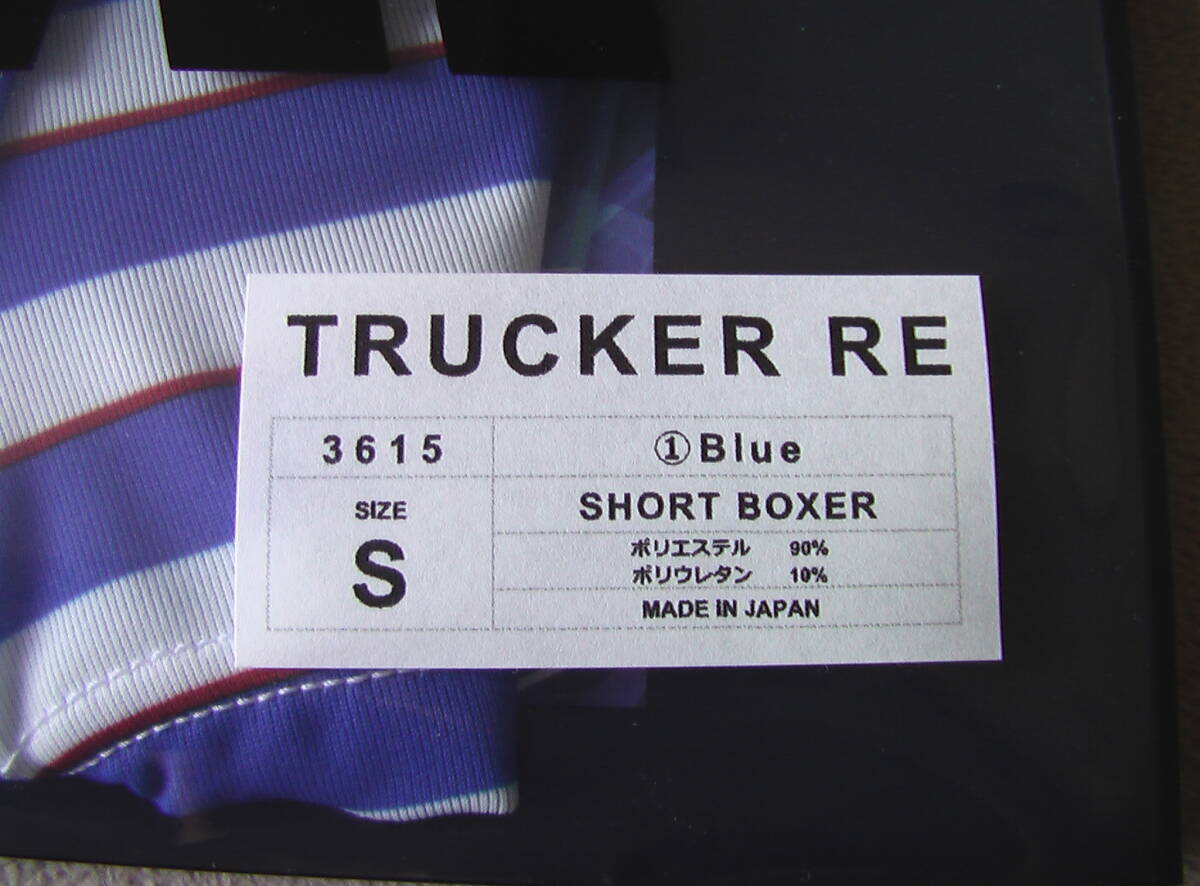 TRUCKER RE
3615
①Blue
SIZE
S
SHORT BOXER
ポリエステル 90%
ポリウレタン 10%
MADE IN JAPAN